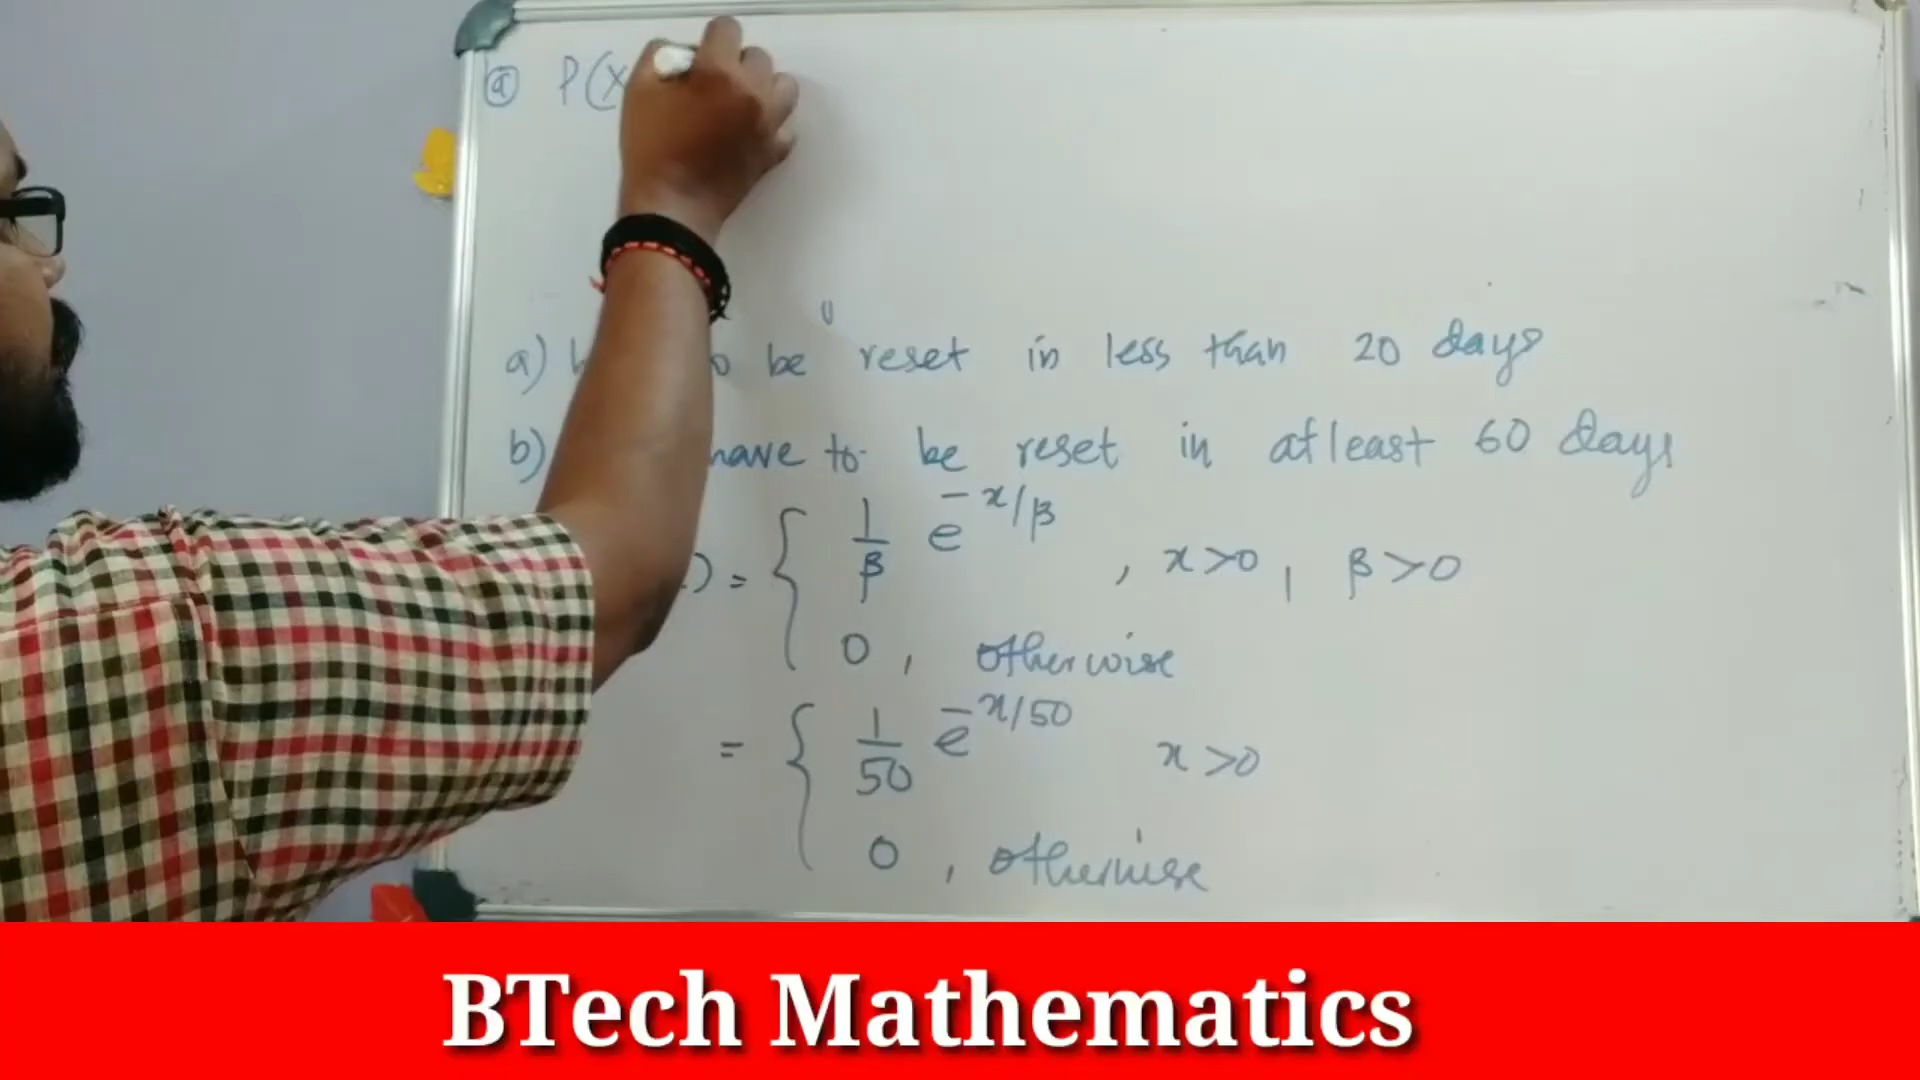 ⓐ P(X
a) be reset in less than 20 days
b) have to be reset in atleast 60 days
) = { 1/β e^{-x/β} , x>0, β>0
0, otherwise
= { 1/50 e^{-x/50} x>0
0, otherwise
BTech Mathematics